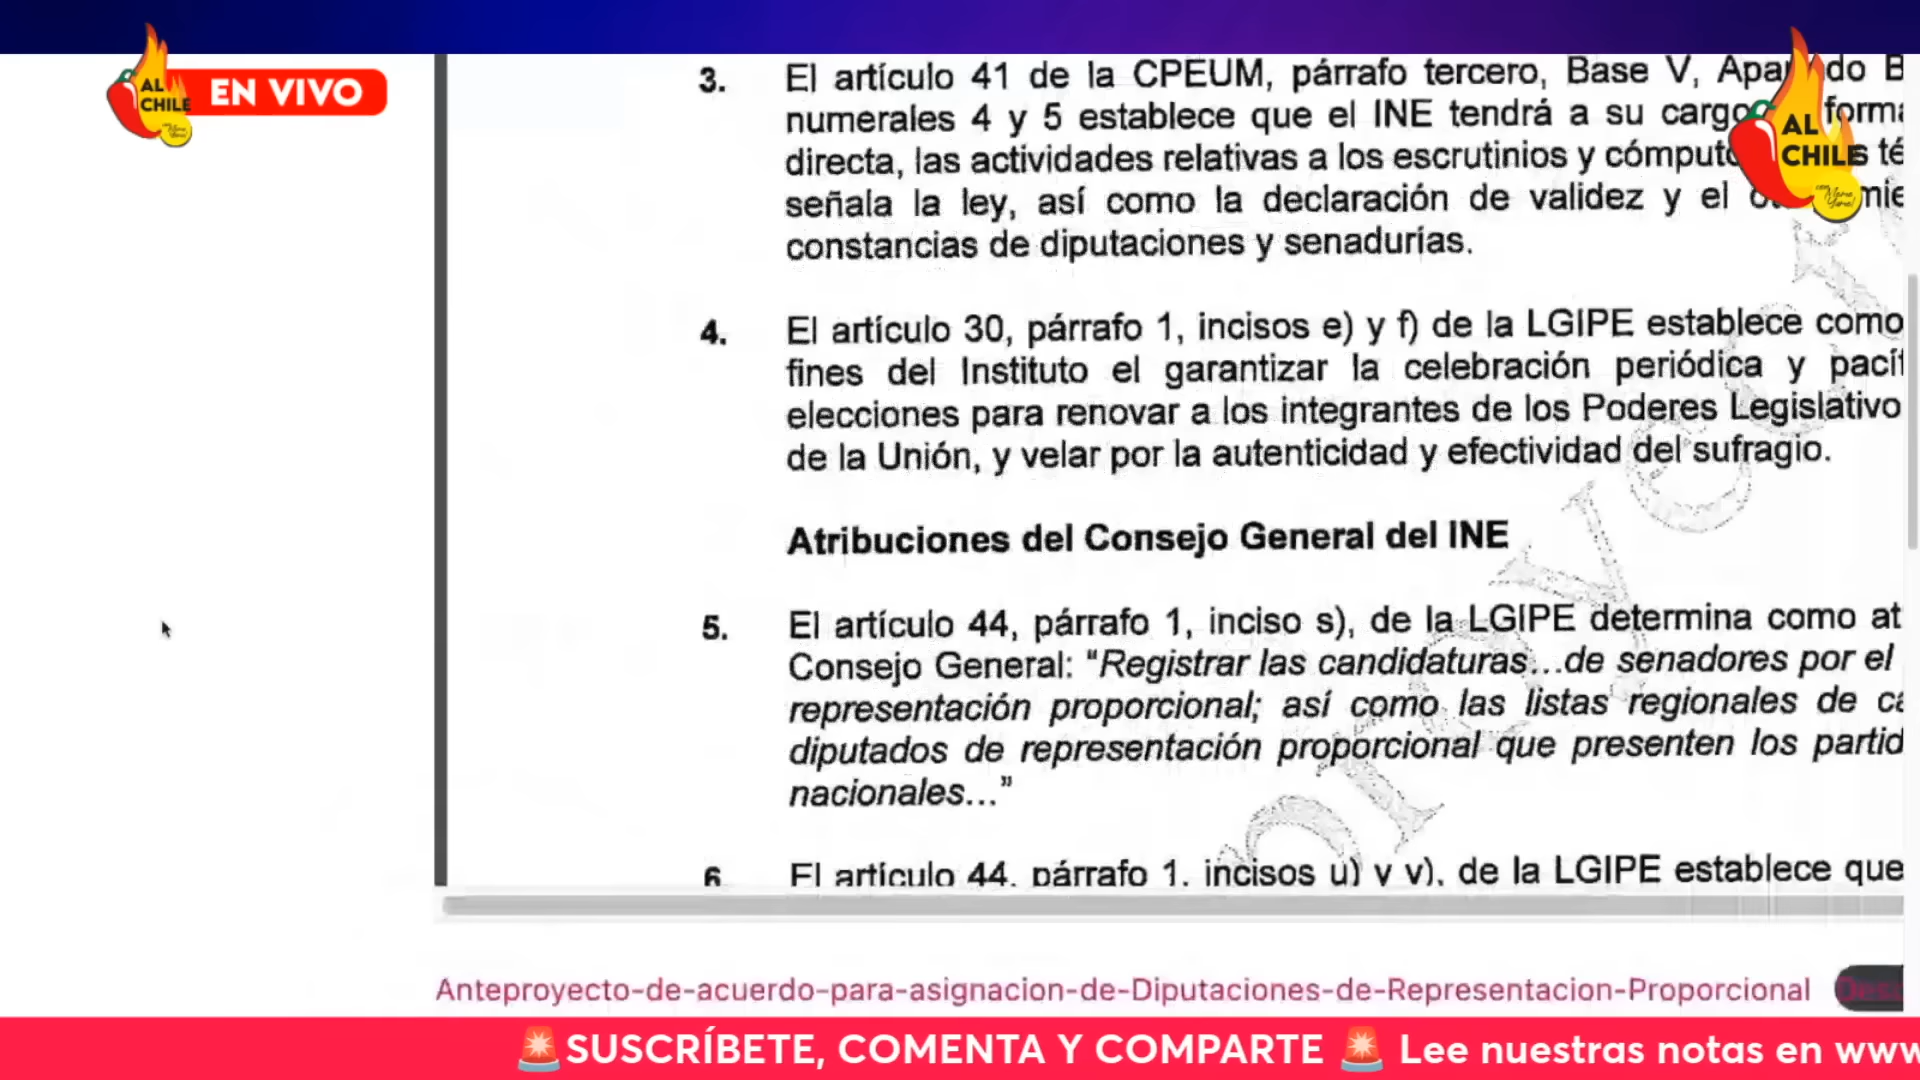 AL CHILE
EN VIVO
AL CHILE
3. El artículo 41 de la CPEUM, párrafo tercero, Base V, B
numerales 4 y 5 establece que el INE tendrá a su cargo
directa, las actividades relativas a los escrutinios y
señala la ley, así como la declaración de validez y el
constancias de diputaciones y senadurías.
4. El artículo 30, párrafo 1, incisos e) y f) de la LGIPE establece como
fines del Instituto el garantizar la celebración periódica y
elecciones para renovar a los integrantes de los Poderes Legislativo
de la Unión, y velar por la autenticidad y efectividad del sufragio.
Atribuciones del Consejo General del INE
5. El artículo 44, párrafo 1, inciso s), de la LGIPE determina como at
Consejo General: "Registrar las candidaturas...de senadores por el
representación proporcional; así como las listas regionales de
diputados de representación proporcional que presenten los partid
nacionales..."
6 El artículo 44, párrafo 1, incisos u) y v), de la LGIPE establece que
Anteproyecto-de-acuerdo-para-asignacion-de-Diputaciones-de-Representacion-Proporcional
🚨SUSCRÍBETE, COMENTA Y COMPARTE 🚨 Lee nuestras notas en www